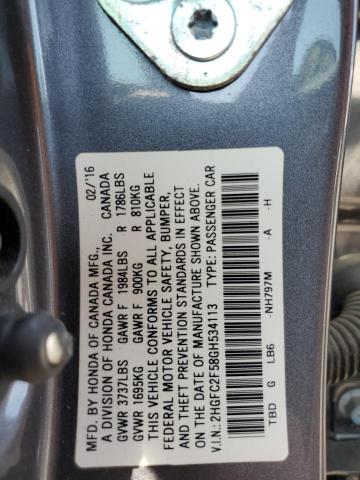 MFD. BY HONDA OF CANADA MFG., 02/'16
A DIVISION OF HONDA CANADA INC. CANADA
GVWR 3737LBS GAWR F 1984LBS R 1786LBS
GVWR 1695KG GAWR F 900KG R 810KG
THIS VEHICLE CONFORMS TO ALL APPLICABLE
FEDERAL MOTOR VEHICLE SAFETY, BUMPER,
AND THEFT PREVENTION STANDARDS IN EFFECT
ON THE DATE OF MANUFACTURE SHOWN ABOVE.
V.I.N.: 2HGFC2F58GH534113 TYPE: PASSENGER CAR
TBD G LB6 -NH797M -A -H